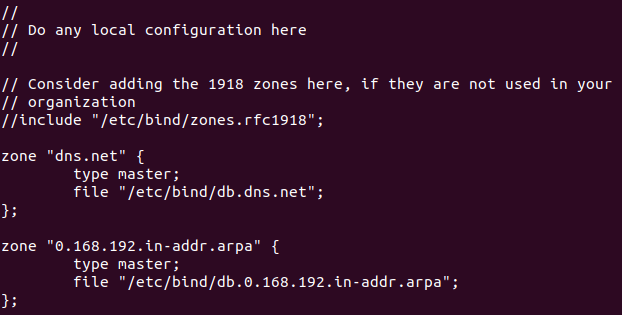 //
// Do any local configuration here
//
// Consider adding the 1918 zones here, if they are not used in your
// organization
//include "/etc/bind/zones.rfc1918";
zone "dns.net" {
type master;
file "/etc/bind/db.dns.net";
};
zone "0.168.192.in-addr.arpa" {
type master;
file "/etc/bind/db.0.168.192.in-addr.arpa";
};